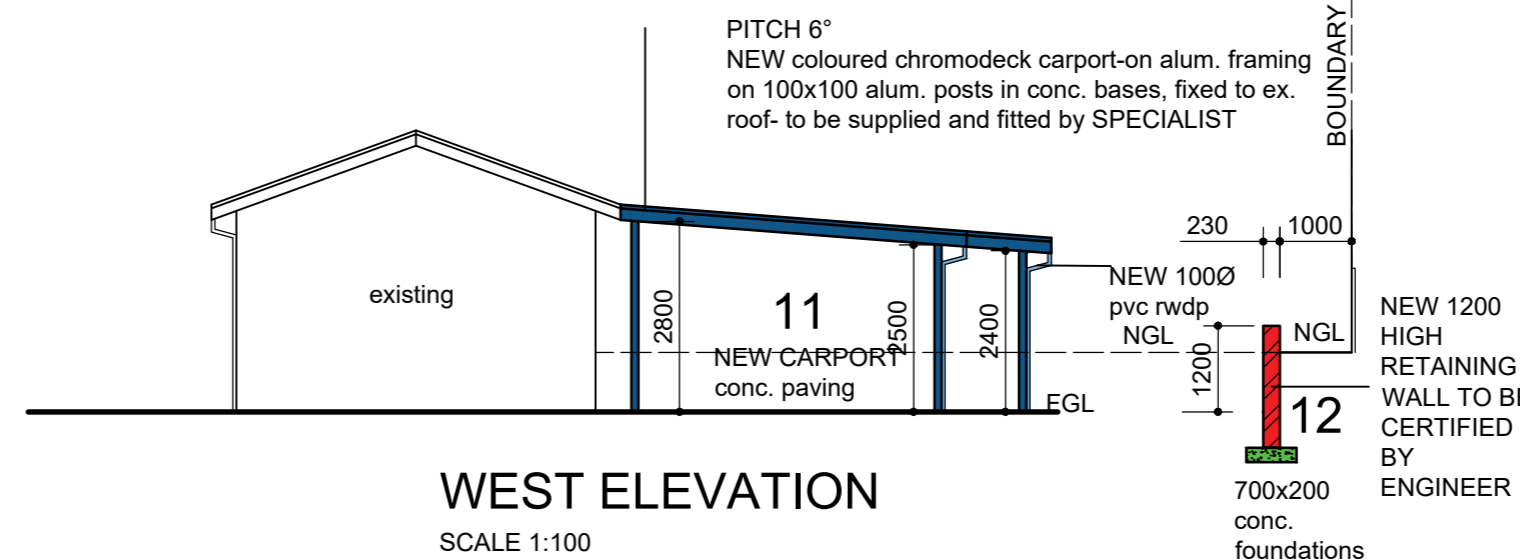 PITCH 6°
NEW coloured chromodeck carport-on alum. framing
on 100x100 alum. posts in conc. bases, fixed to ex.
roof- to be supplied and fitted by SPECIALIST
BOUNDARY
230
1000
existing
2800
11
NEW CARPORT
conc. paving
2500
2400
NEW 100Ø
pvc rwdp
NGL
NGL
1200
12
NEW 1200
HIGH
RETAINING
WALL TO BE
CERTIFIED
BY
ENGINEER
FGL
700x200
conc.
foundations
WEST ELEVATION
SCALE 1:100